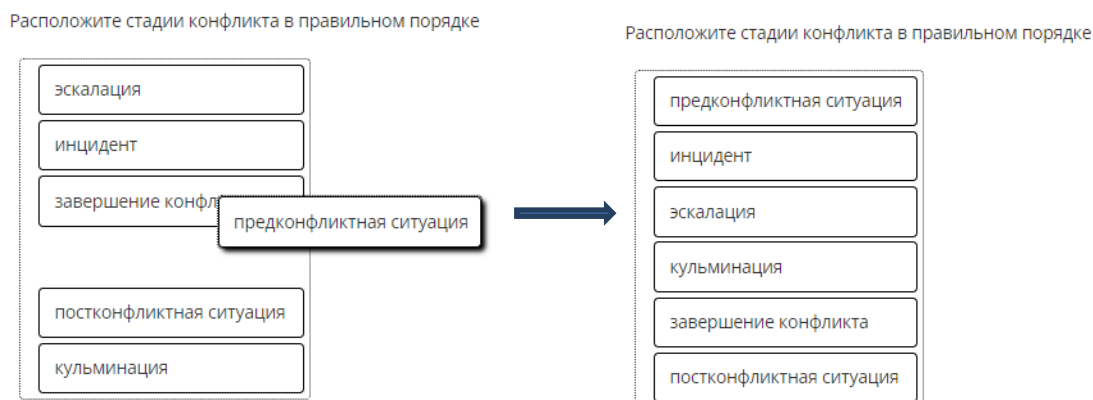 Расположите стадии конфликта в правильном порядке
эскалация
инцидент
завершение конфл
предконфликтная ситуация
постконфликтная ситуация
кульминация
Расположите стадии конфликта в правильном порядке
предконфликтная ситуация
инцидент
эскалация
кульминация
завершение конфликта
постконфликтная ситуация